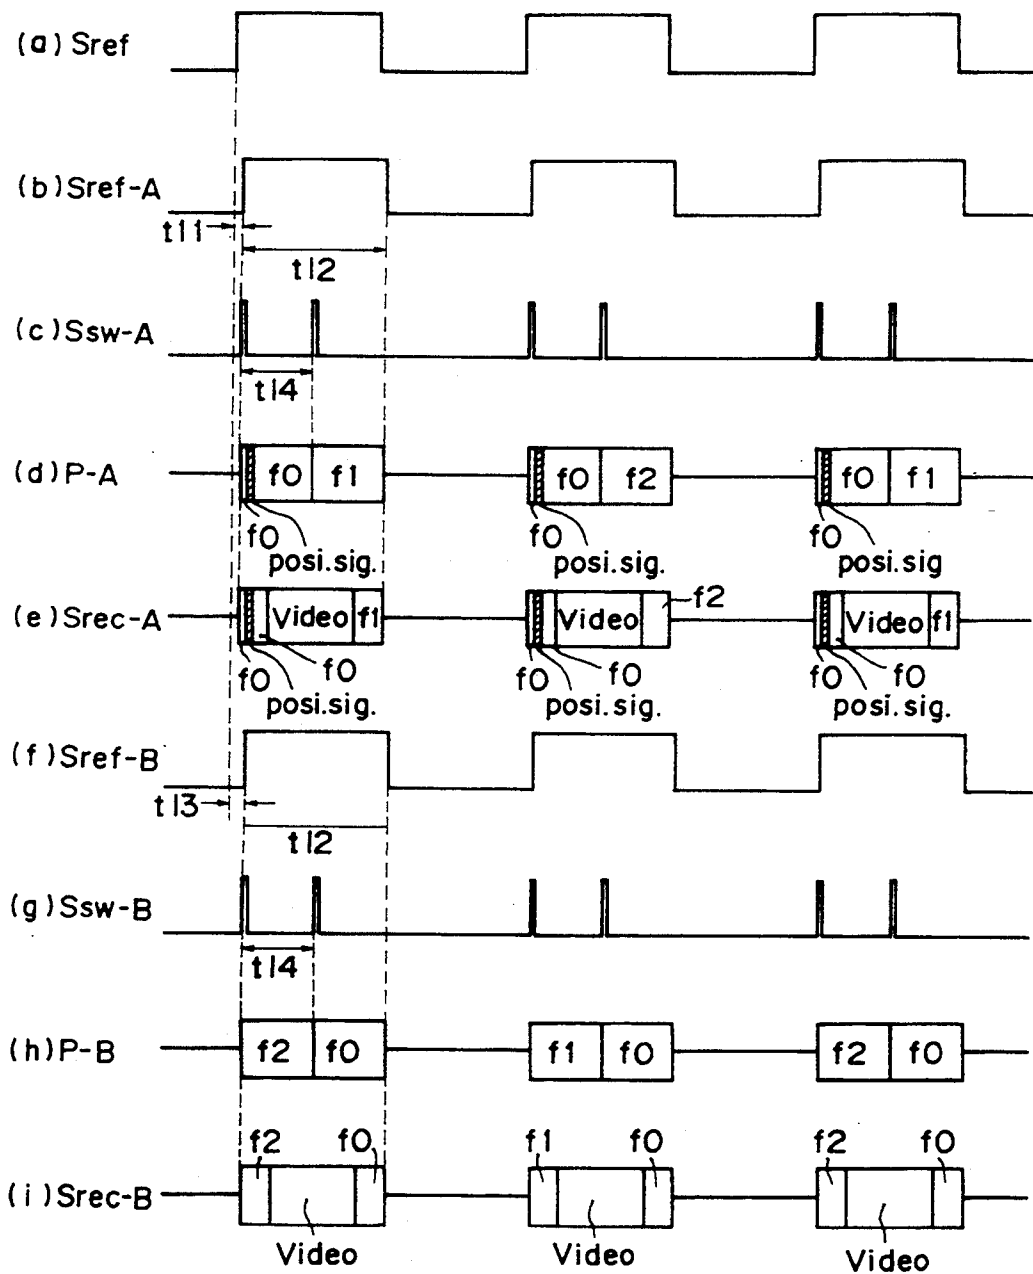 (a) Sref
(b) Sref-A
t11
t12
(c) Ssw-A
t14
(d) P-A
f0 f1 f0 f2 f0 f1
f0 f0 f0
posi.sig. posi.sig. posi.sig
(e) Srec-A
Video f1 Video f2 Video f1
f0 f0 f0 f0 f0 f0
posi.sig. posi.sig. posi.sig.
(f) Sref-B
t13
t12
(g) Ssw-B
t14
(h) P-B
f2 f0 f1 f0 f2 f0
f2 f0 f1 f0 f2 f0
(i) Srec-B
Video Video Video